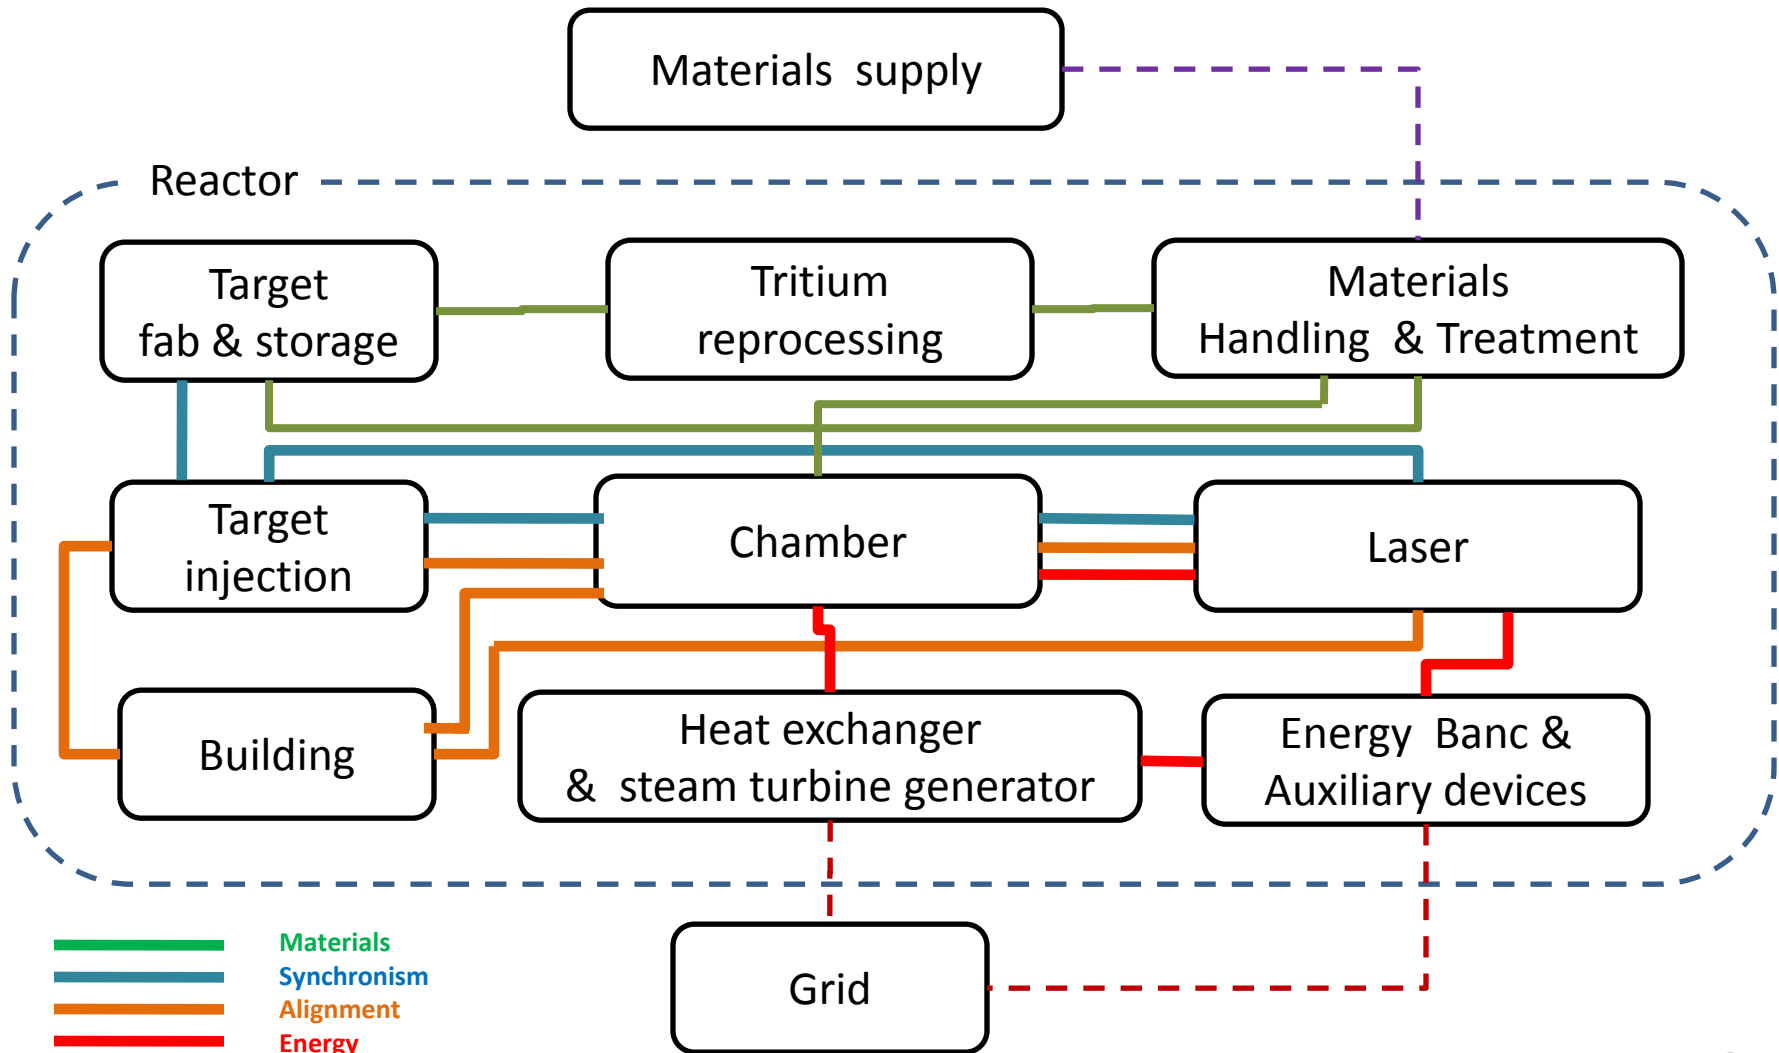 Materials supply
Reactor
Target
fab & storage
Tritium
reprocessing
Materials
Handling & Treatment
Target
injection
Chamber
Laser
Building
Heat exchanger
& steam turbine generator
Energy Banc &
Auxiliary devices
Grid
Materials
Synchronism
Alignment
Energy